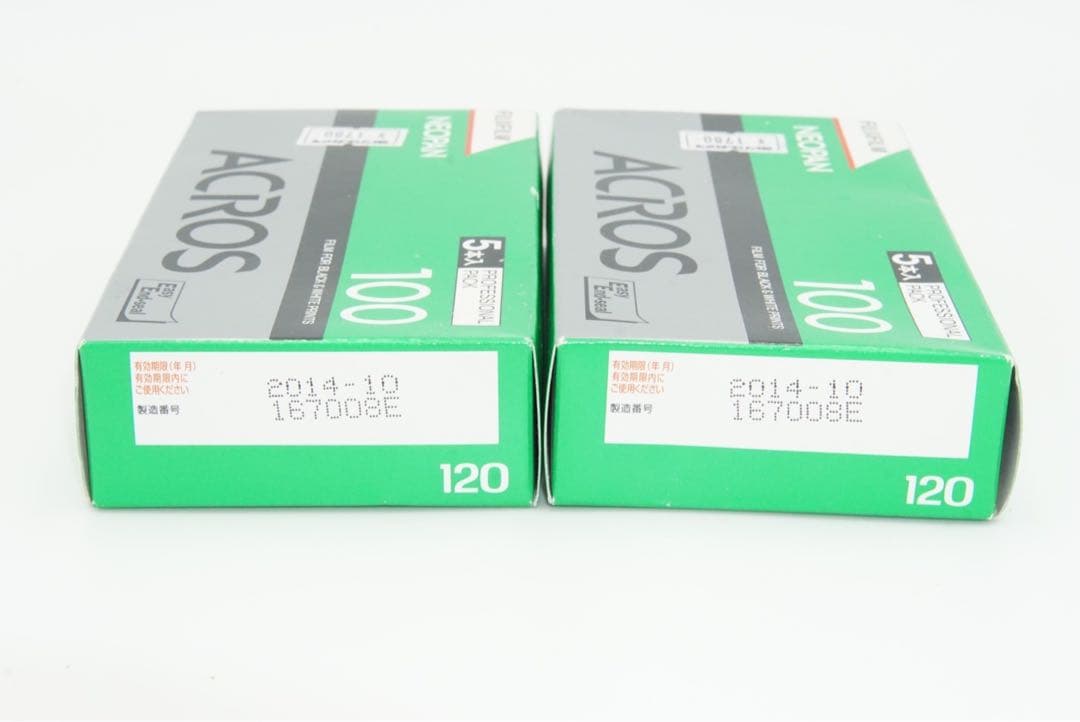 FUJIFILM
NEOPAN
¥ 1780
ACROS
100
FILM FOR BLACK & WHITE PRINTS
5本入
PROFESSIONAL
PACK
Easy
End-seal
有効期限(年月)
有効期限内に
ご使用ください
製造番号
2014-10
167008E
120
FUJIFILM
NEOPAN
¥ 1780
ACROS
100
FILM FOR BLACK & WHITE PRINTS
5本入
PROFESSIONAL
PACK
Easy
End-seal
有効期限(年月)
有効期限内に
ご使用ください
製造番号
2014-10
167008E
120